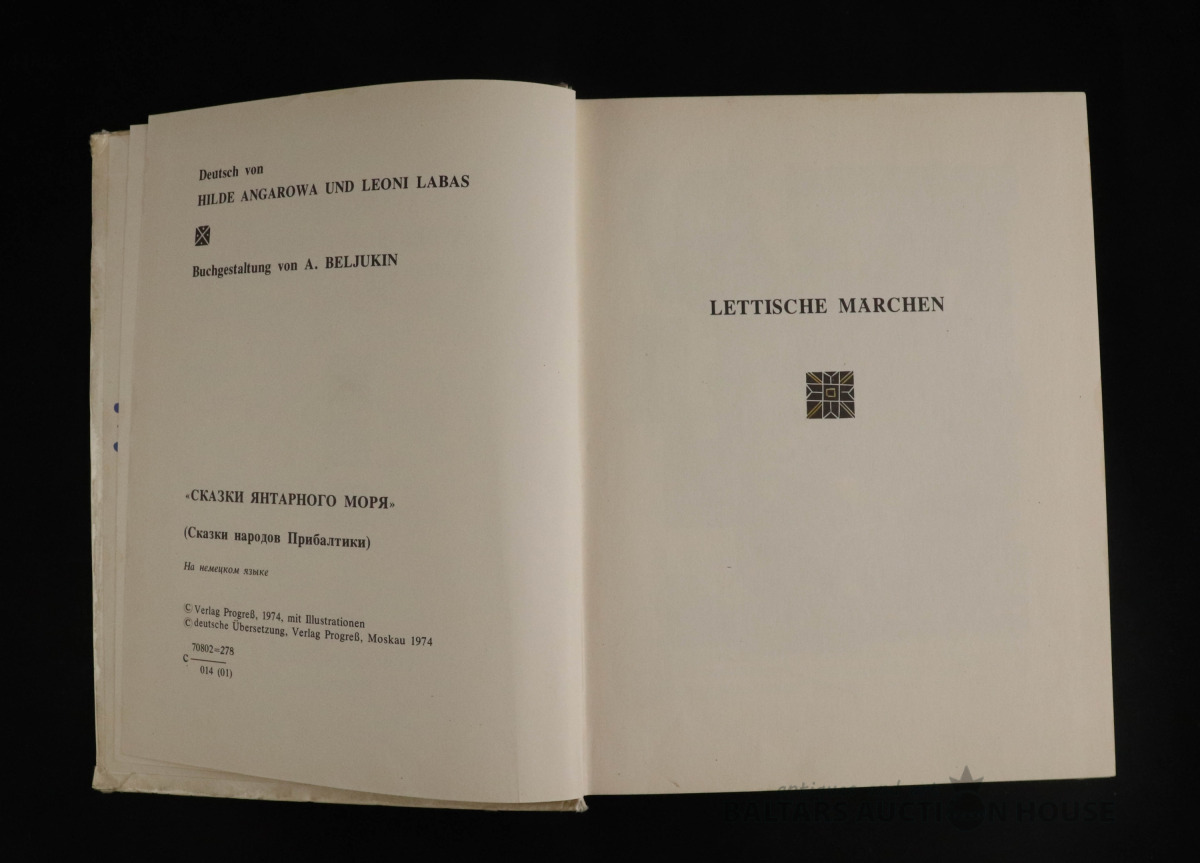 Deutsch von
HILDE ANGAROWA UND LEONI LABAS
Buchgestaltung von A. BELJUKIN
«СКАЗКИ ЯНТАРНОГО МОРЯ»
(Сказки народов Прибалтики)
На немецком языке
© Verlag Progreß, 1974, mit Illustrationen
© deutsche Übersetzung, Verlag Progreß, Moskau 1974
70802=278
С
014 (01)
LETTISCHE MÄRCHEN
BALTARS AUCTION HOUSE